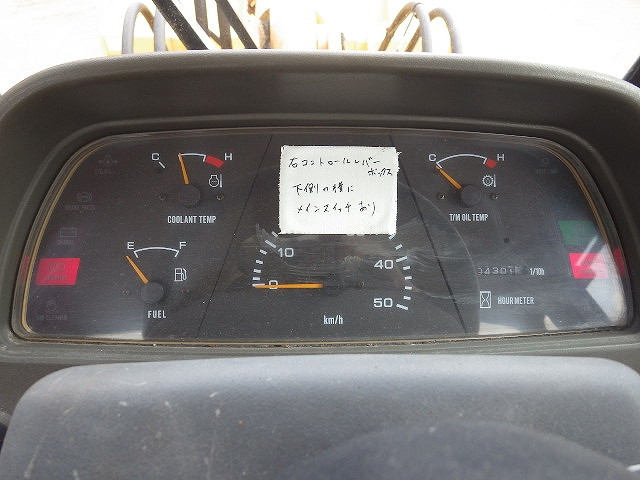 右コントロールレバー
ボックス
下側の横に
メインスイッチあり
C H
COOLANT TEMP
C H
T/M OIL TEMP
E F
FUEL
10
40
0
50
km/h
1/10h
HOUR METER